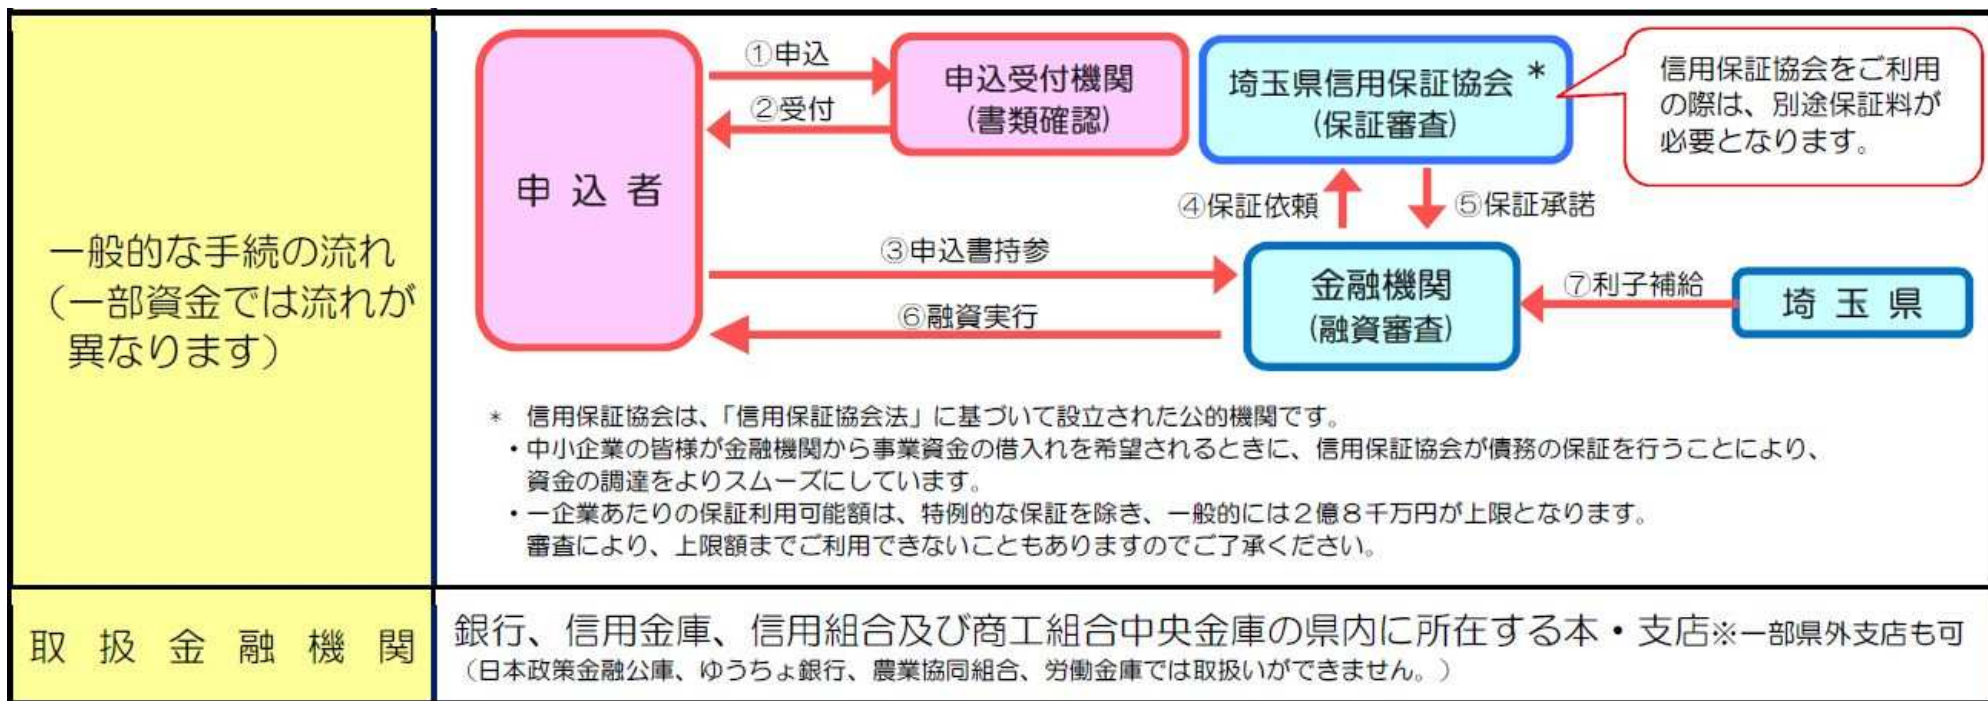 一般的な手続の流れ
(一部資金では流れが
異なります)
申込者
①申込
②受付
申込受付機関
(書類確認)
埼玉県信用保証協会 *
(保証審査)
信用保証協会をご利用
の際は、別途保証料が
必要となります。
④保証依頼
⑤保証承諾
③申込書持参
⑥融資実行
金融機関
(融資審査)
⑦利子補給
埼玉県
* 信用保証協会は、「信用保証協会法」に基づいて設立された公的機関です。
・中小企業の皆様が金融機関から事業資金の借入れを希望されるときに、信用保証協会が債務の保証を行うことにより、
資金の調達をよりスムーズにしています。
・一企業あたりの保証利用可能額は、特例的な保証を除き、一般的には2億8千万円が上限となります。
審査により、上限額までご利用できないこともありますのでご了承ください。
取扱金融機関
銀行、信用金庫、信用組合及び商工組合中央金庫の県内に所在する本・支店※一部県外支店も可
(日本政策金融公庫、ゆうちょ銀行、農業協同組合、労働金庫では取扱いができません。)